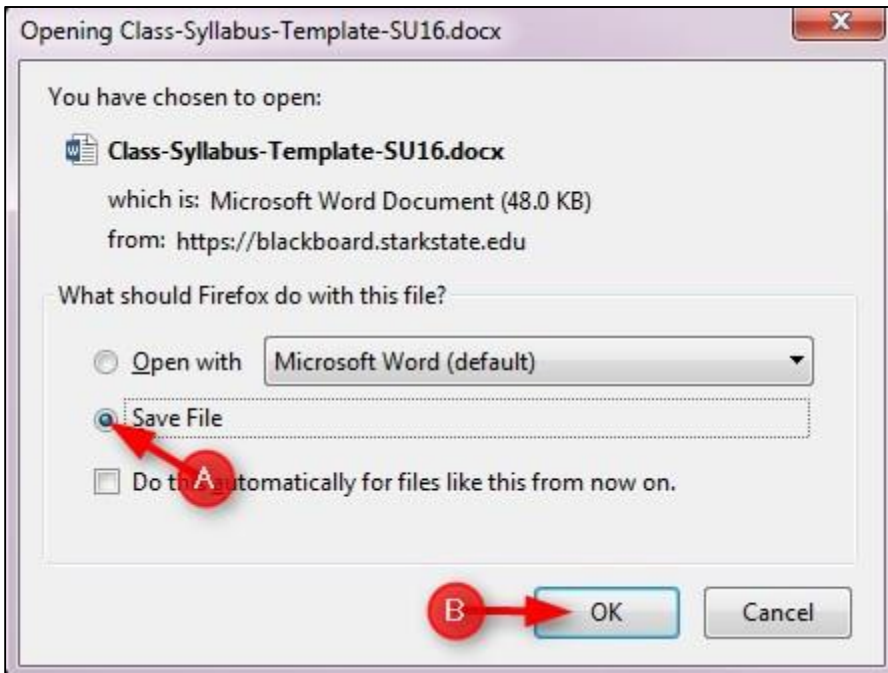 Opening Class-Syllabus-Template-SU16.docx
You have chosen to open:
Class-Syllabus-Template-SU16.docx
which is: Microsoft Word Document (48.0 KB)
from: https://blackboard.starkstate.edu
What should Firefox do with this file?
Open with Microsoft Word (default)
Save File
A
Do this automatically for files like this from now on.
B OK Cancel